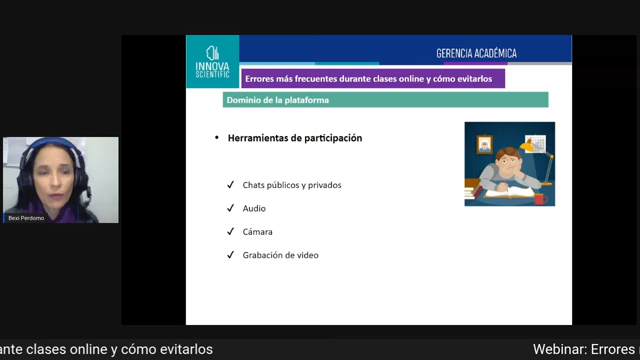 INNOVA
SCIENTIFIC
GERENCIA ACADÉMICA
Errores más frecuentes durante clases online y cómo evitarlos
Dominio de la plataforma
• Herramientas de participación
✓ Chats públicos y privados
✓ Audio
✓ Cámara
✓ Grabación de video
Bexi Perdomo
ante clases online y cómo evitarlos
Webinar: Errores